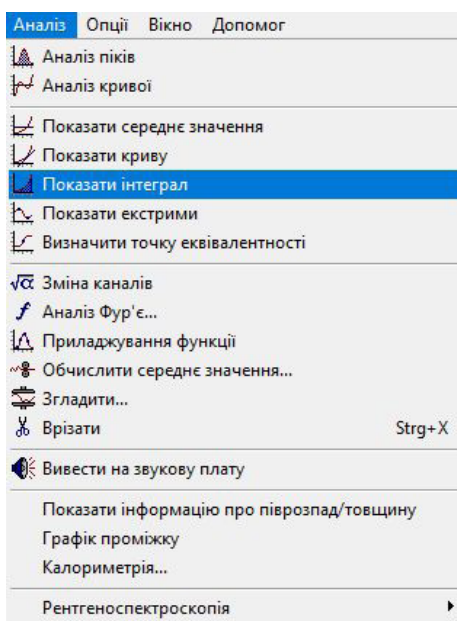 Аналіз Опції Вікно Допомог
Аналіз піків
Аналіз кривої
Показати середнє значення
Показати криву
Показати інтеграл
Показати екстрими
Визначити точку еквівалентності
√α Зміна каналів
f Аналіз Фур'є...
Приладжування функції
Обчислити середнє значення...
Згладити...
Врізати Strg+X
Вивести на звукову плату
Показати інформацію про піврозпад/товщину
Графік проміжку
Калориметрія...
Рентгеноспектроскопія